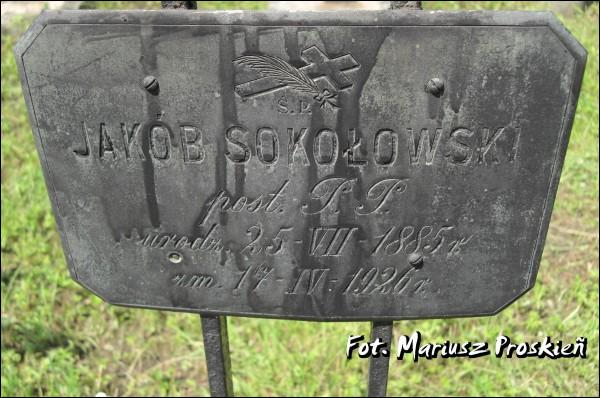 Ś.P.
JAKÓB SOKOŁOWSKI
post. P. P.
urodz. 25-VII-1885 r.
zm. 17-IV-1926 r.
Fot. Mariusz Proskień